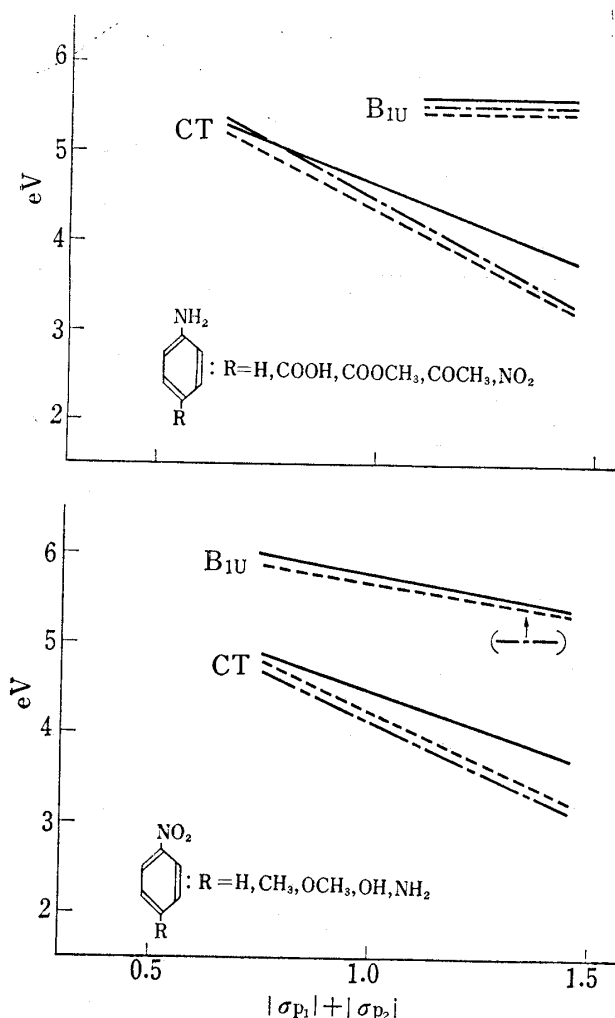 6
5
4
3
2
eV
CT
B1U
NH2
: R=H,COOH,COOCH3,COCH3,NO2
R
6
5
4
3
2
eV
B1U
CT
NO2
: R=H,CH3,OCH3,OH,NH2
R
0.5 1.0 1.5
|σp1|+|σp2|